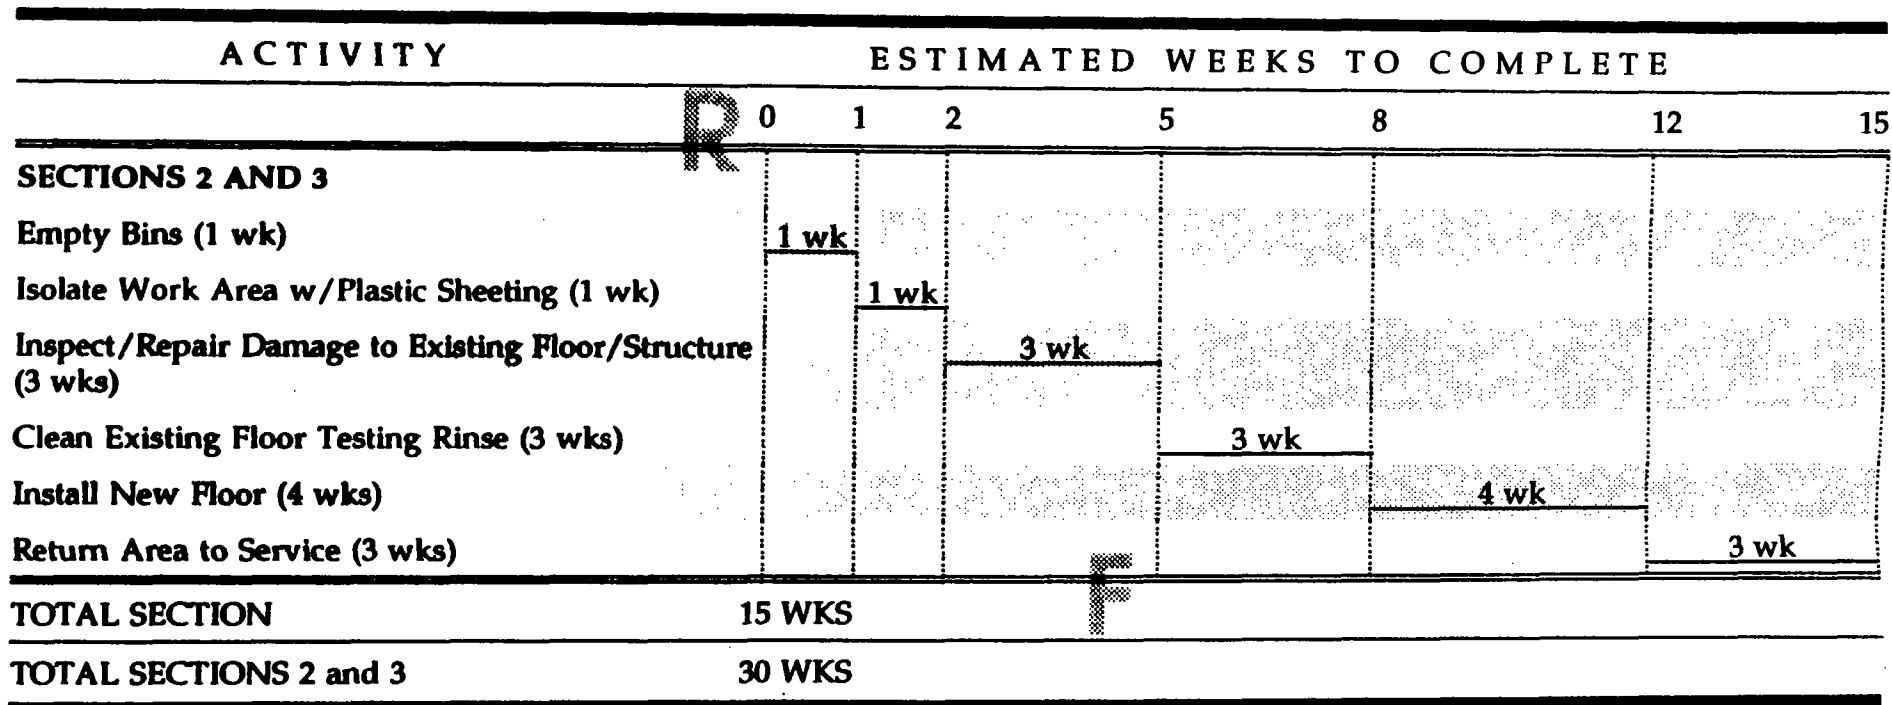 ACTIVITY ESTIMATED WEEKS TO COMPLETE
R 0 1 2 5 8 12 15
SECTIONS 2 AND 3
Empty Bins (1 wk) 1 wk
Isolate Work Area w/Plastic Sheeting (1 wk) 1 wk
Inspect/Repair Damage to Existing Floor/Structure 3 wk
(3 wks)
Clean Existing Floor Testing Rinse (3 wks) 3 wk
Install New Floor (4 wks) 4 wk
Return Area to Service (3 wks) 3 wk
F
TOTAL SECTION 15 WKS
TOTAL SECTIONS 2 and 3 30 WKS